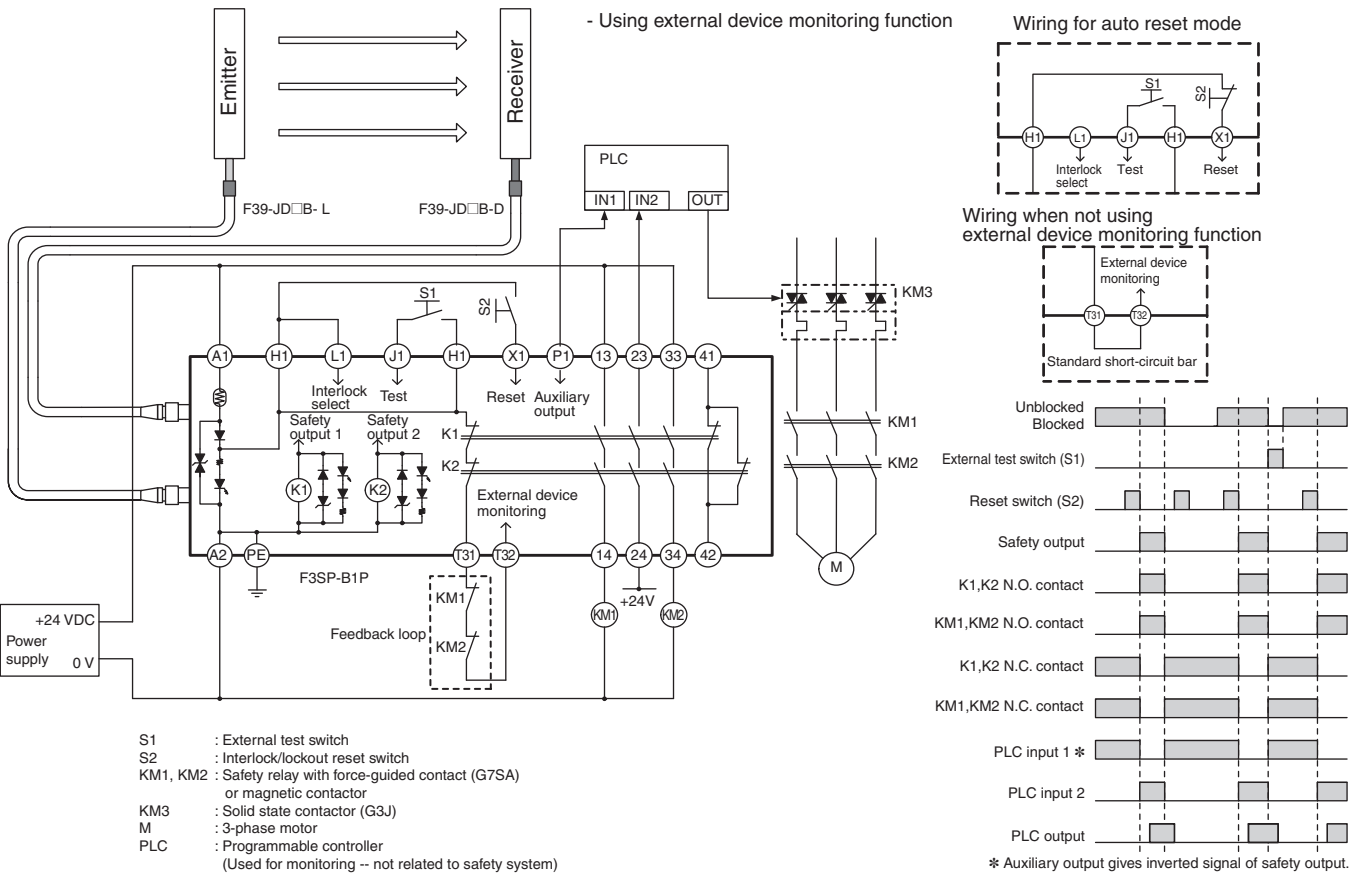 - Using external device monitoring function
Emitter
Receiver
F39-JD□B- L
F39-JD□B-D
PLC
IN1 IN2 OUT
KM3
S1
S2
A1 H1 L1 J1 H1 X1 P1 13 23 33 41
Interlock
select
Test
Reset
Auxiliary
output
Safety
output 1
Safety
output 2
K1
K2
K1
K2
External device
monitoring
KM1
KM2
M
A2 PE T31 T32 14 24 34 42
F3SP-B1P
+24V
KM1
KM2
KM1
KM2
Feedback loop
+24 VDC
Power
supply
0 V
S1 : External test switch
S2 : Interlock/lockout reset switch
KM1, KM2 : Safety relay with force-guided contact (G7SA)
or magnetic contactor
KM3 : Solid state contactor (G3J)
M : 3-phase motor
PLC : Programmable controller
(Used for monitoring -- not related to safety system)
Wiring for auto reset mode
S1
S2
H1 L1 J1 H1 X1
Interlock
select
Test
Reset
Wiring when not using
external device monitoring function
External device
monitoring
T31 T32
Standard short-circuit bar
Unblocked
Blocked
External test switch (S1)
Reset switch (S2)
Safety output
K1,K2 N.O. contact
KM1,KM2 N.O. contact
K1,K2 N.C. contact
KM1,KM2 N.C. contact
PLC input 1 ✻
PLC input 2
PLC output
✻ Auxiliary output gives inverted signal of safety output.